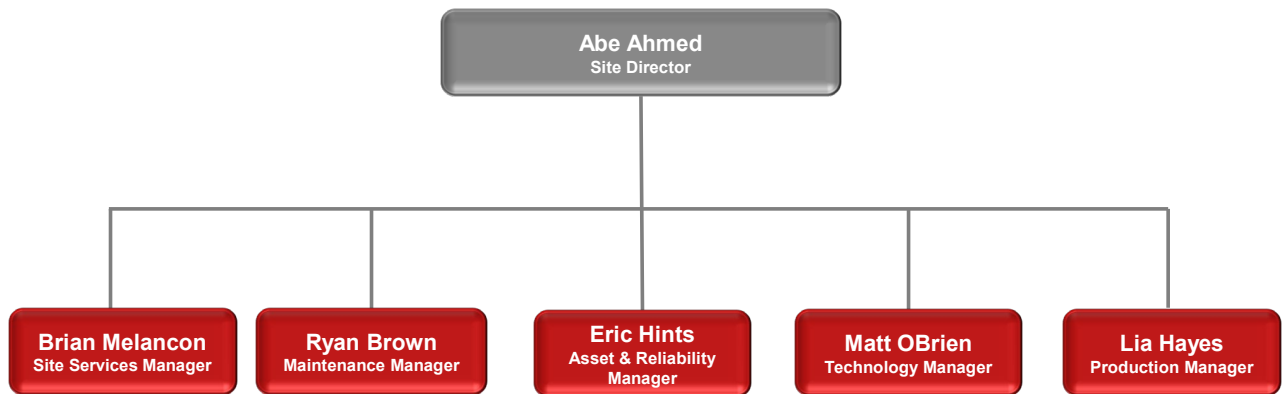 Abe Ahmed
Site Director
Brian Melancon
Site Services Manager
Ryan Brown
Maintenance Manager
Eric Hints
Asset & Reliability
Manager
Matt OBrien
Technology Manager
Lia Hayes
Production Manager